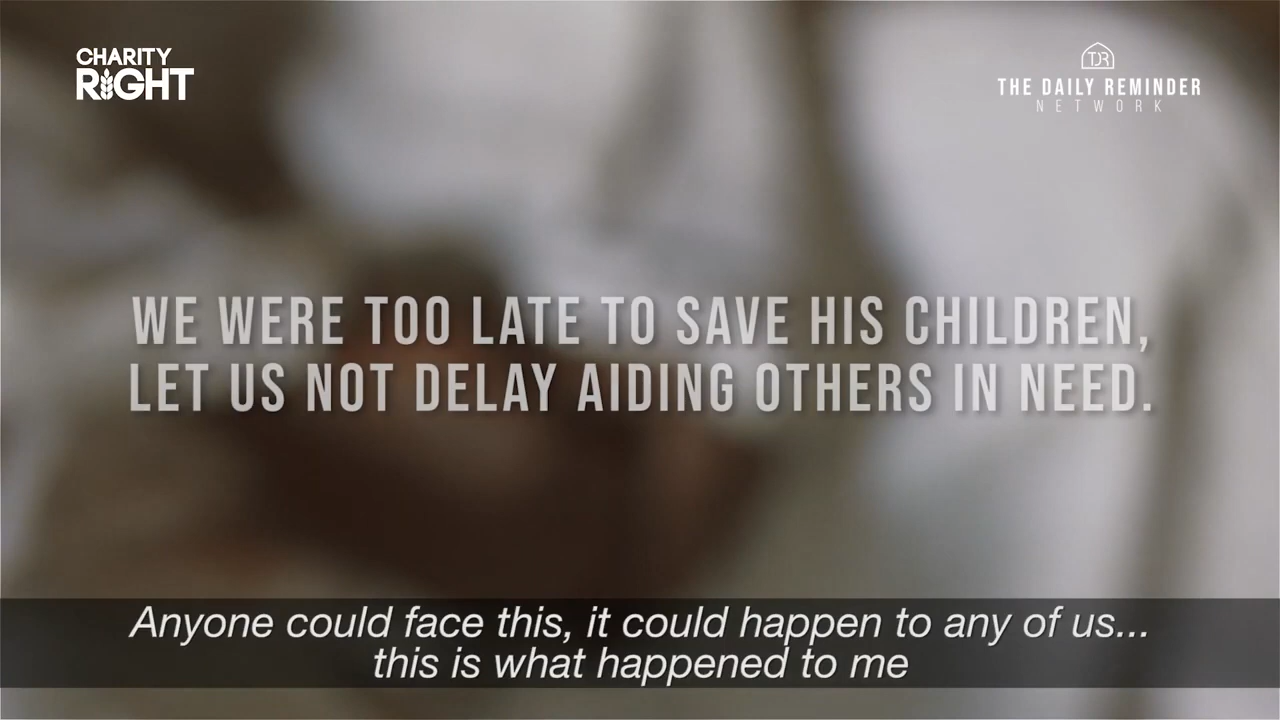 CHARITY
RIGHT
TDR
THE DAILY REMINDER
NETWORK
WE WERE TOO LATE TO SAVE HIS CHILDREN,
LET US NOT DELAY AIDING OTHERS IN NEED.
Anyone could face this, it could happen to any of us...
this is what happened to me